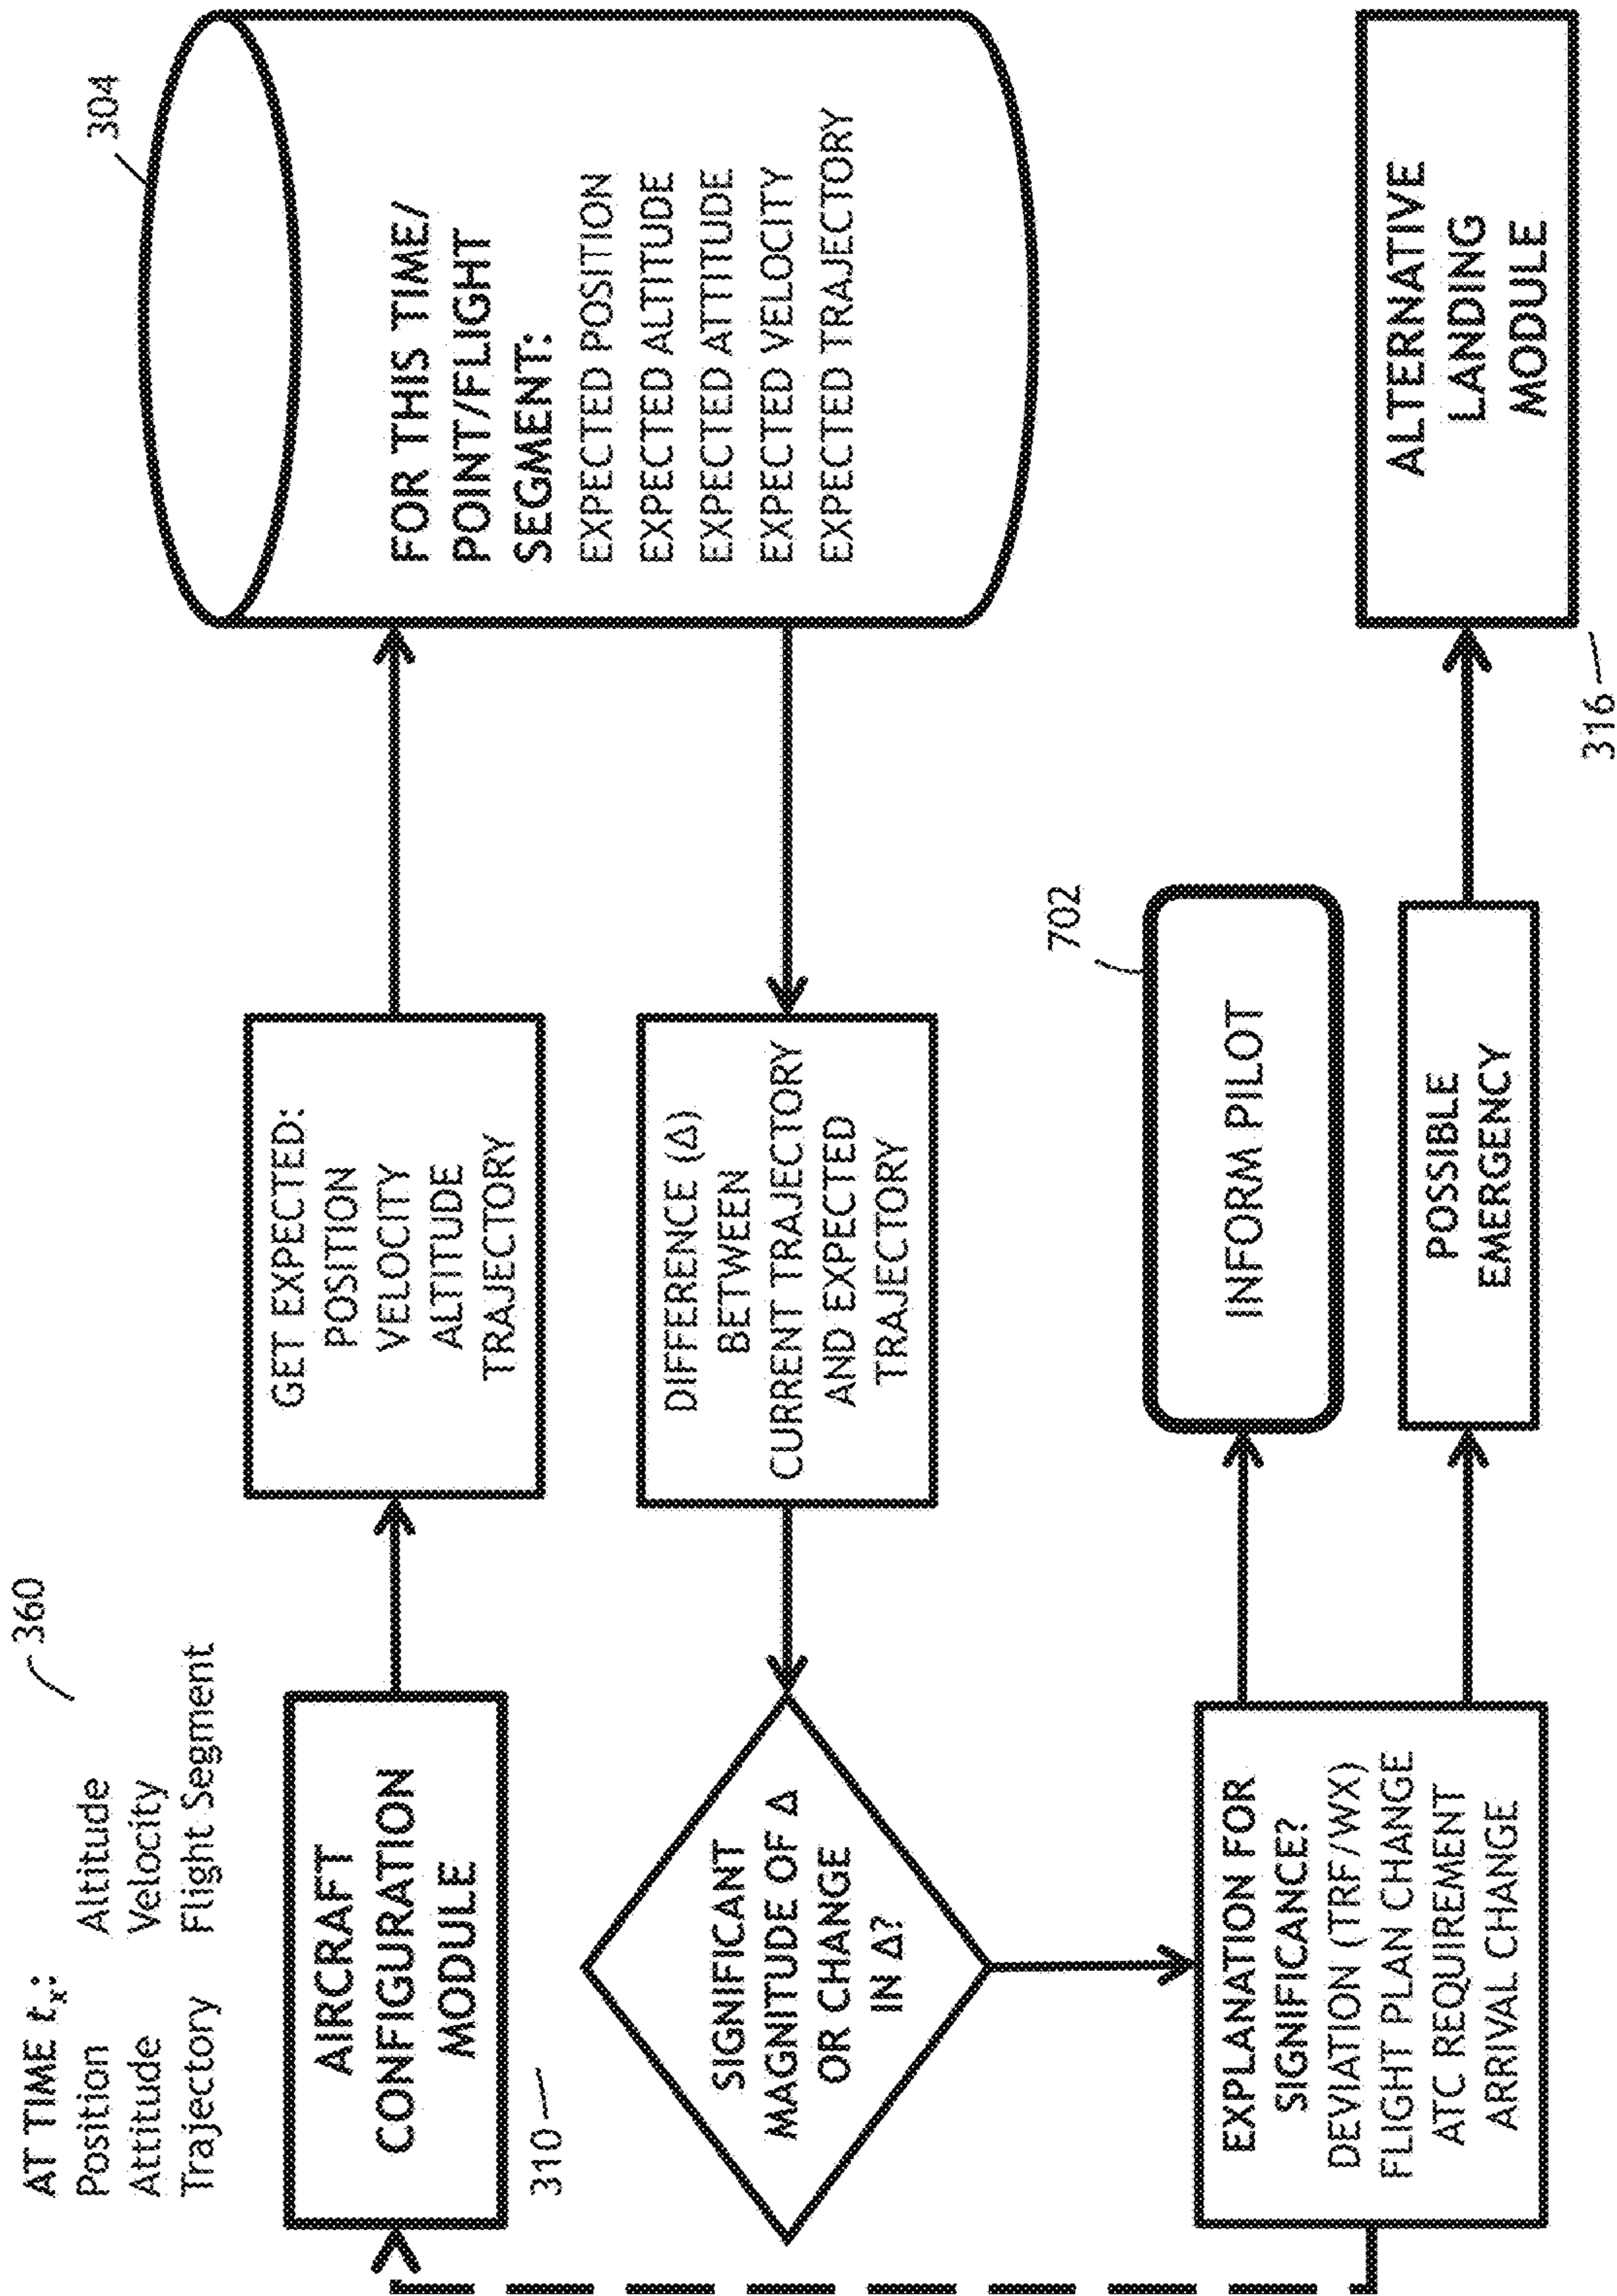 AT TIME tx:
Position Altitude
Attitude Velocity
Trajectory Flight Segment
360
AIRCRAFT
CONFIGURATION
MODULE
310
GET EXPECTED:
POSITION
VELOCITY
ALTITUDE
TRAJECTORY
304
FOR THIS TIME/
POINT/FLIGHT
SEGMENT:
EXPECTED POSITION
EXPECTED ALTITUDE
EXPECTED ATTITUDE
EXPECTED VELOCITY
EXPECTED TRAJECTORY
DIFFERENCE (Δ)
BETWEEN
CURRENT TRAJECTORY
AND EXPECTED
TRAJECTORY
SIGNIFICANT
MAGNITUDE OF Δ
OR CHANGE
IN Δ?
EXPLANATION FOR
SIGNIFICANCE?
DEVIATION (TRF/WX)
FLIGHT PLAN CHANGE
ATC REQUIREMENT
ARRIVAL CHANGE
702
INFORM PILOT
POSSIBLE
EMERGENCY
ALTERNATIVE
LANDING
MODULE
316